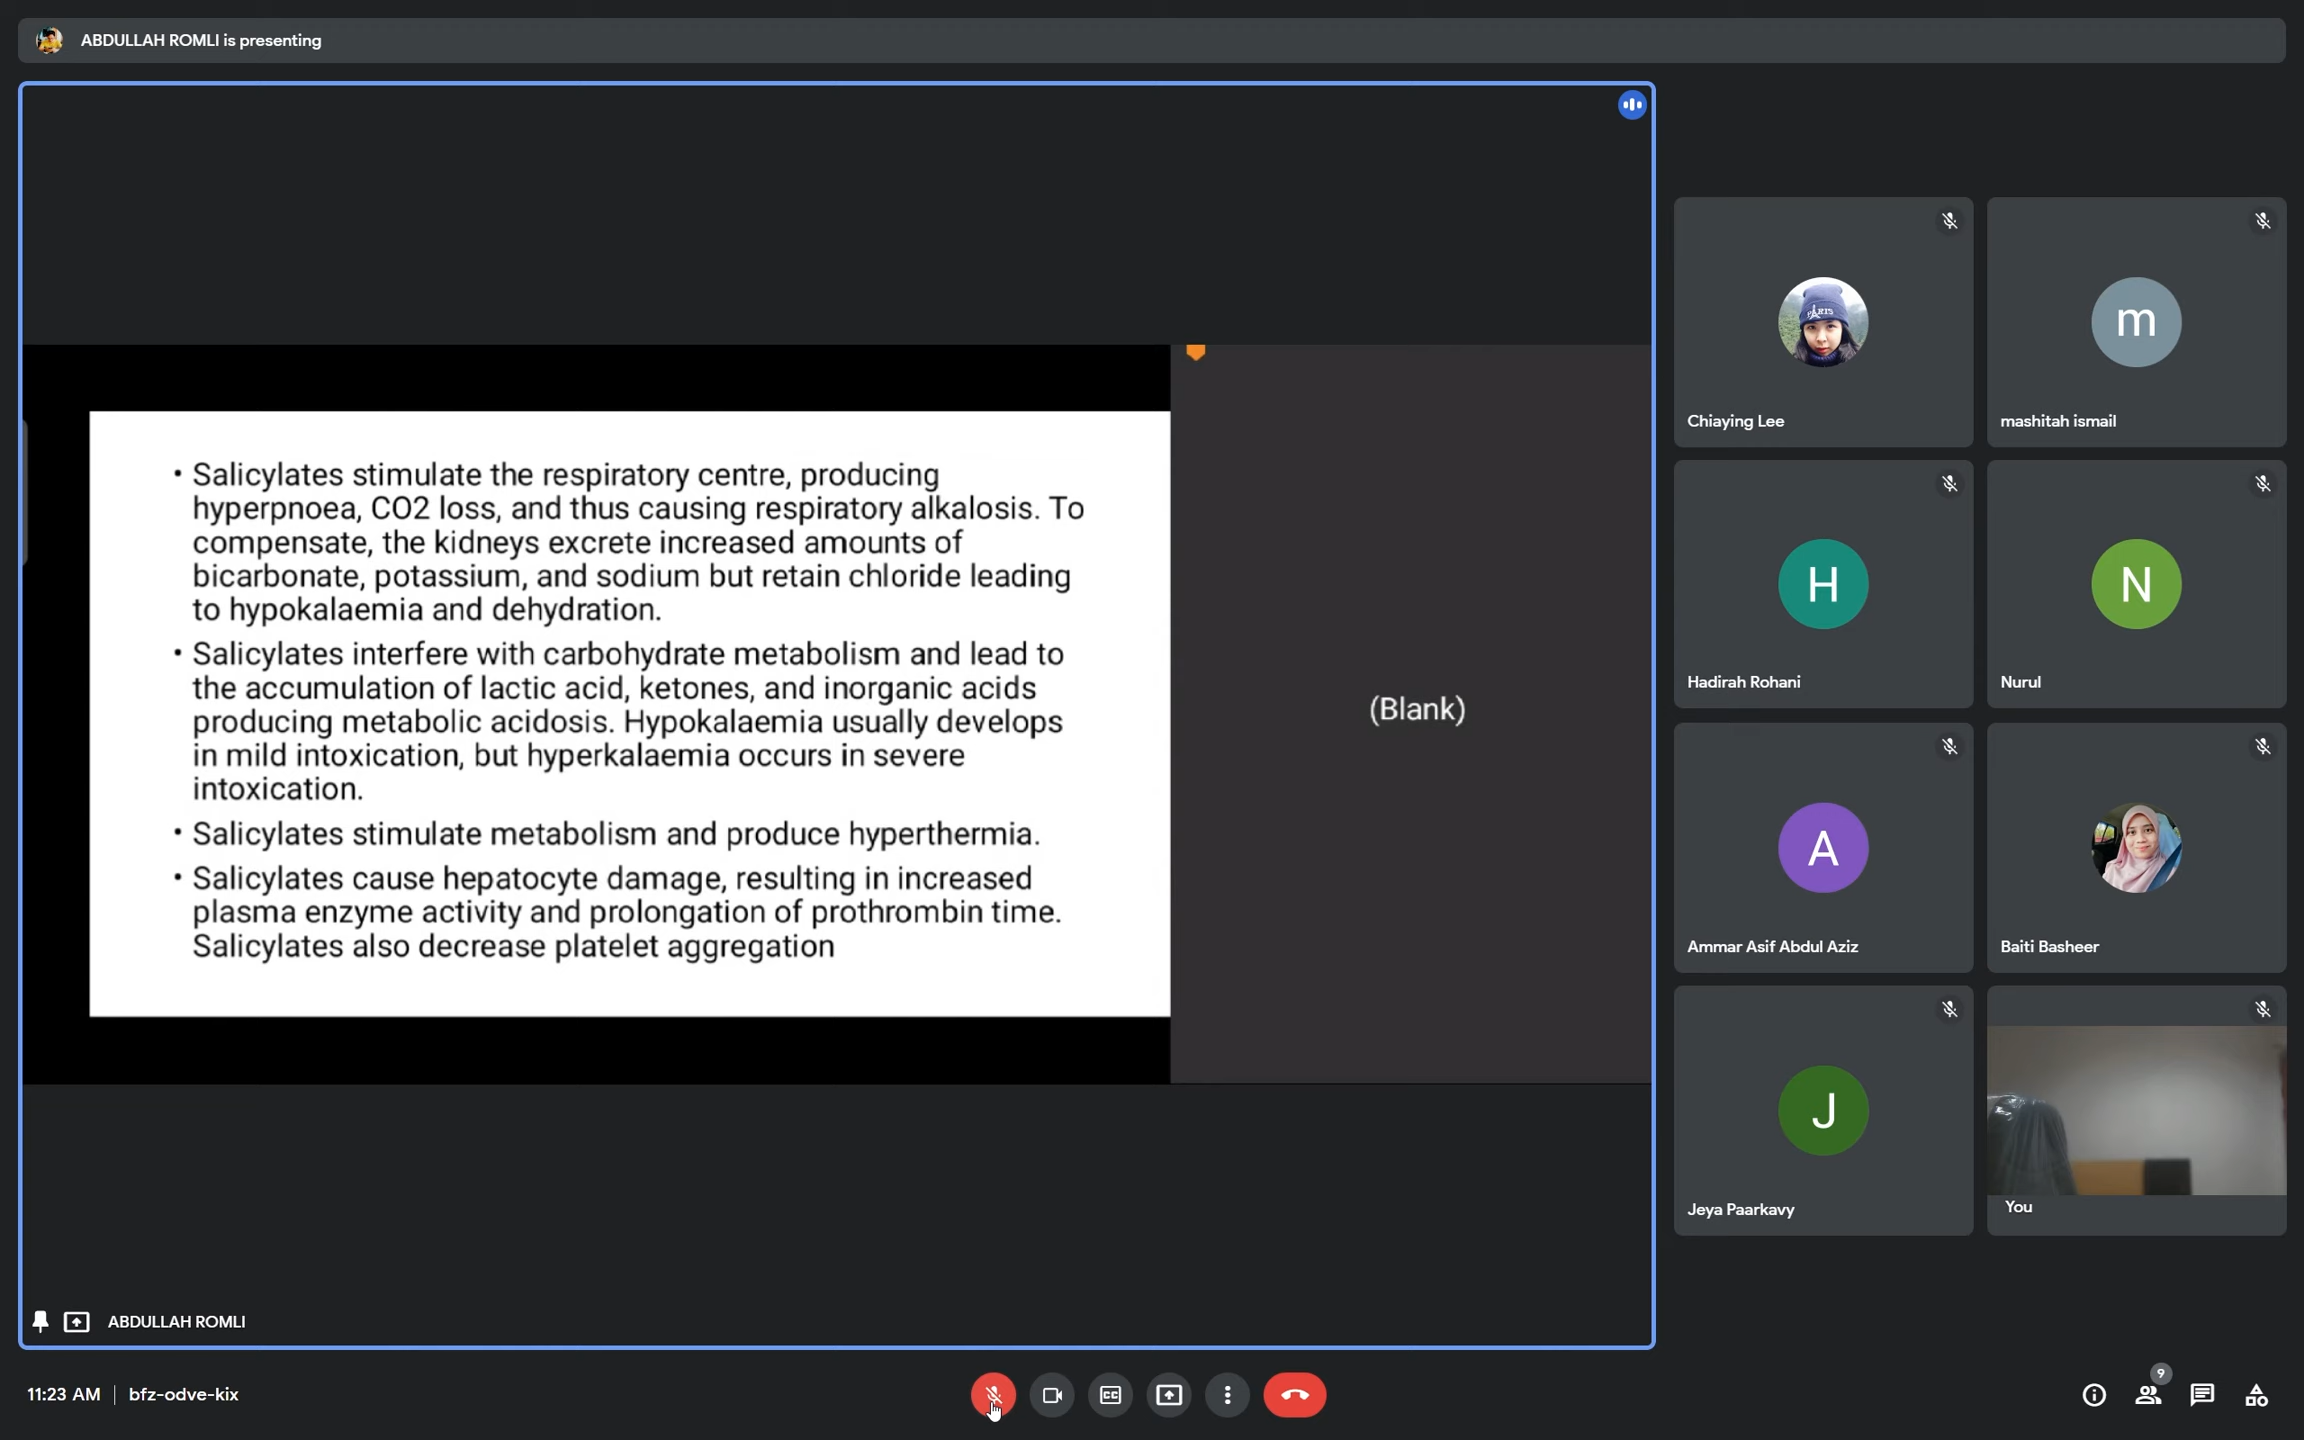 ABDULLAH ROMLI is presenting
• Salicylates stimulate the respiratory centre, producing
hyperpnoea, CO2 loss, and thus causing respiratory alkalosis. To
compensate, the kidneys excrete increased amounts of
bicarbonate, potassium, and sodium but retain chloride leading
to hypokalaemia and dehydration.
• Salicylates interfere with carbohydrate metabolism and lead to
the accumulation of lactic acid, ketones, and inorganic acids
producing metabolic acidosis. Hypokalaemia usually develops
in mild intoxication, but hyperkalaemia occurs in severe
intoxication.
• Salicylates stimulate metabolism and produce hyperthermia.
• Salicylates cause hepatocyte damage, resulting in increased
plasma enzyme activity and prolongation of prothrombin time.
Salicylates also decrease platelet aggregation
(Blank)
PARIS
Chiaying Lee
m
mashitah ismail
H
Hadirah Rohani
N
Nurul
A
Ammar Asif Abdul Aziz
Baiti Basheer
J
Jeya Paarkavy
You
ABDULLAH ROMLI
11:23 AM | bfz-odve-kix
CC
9